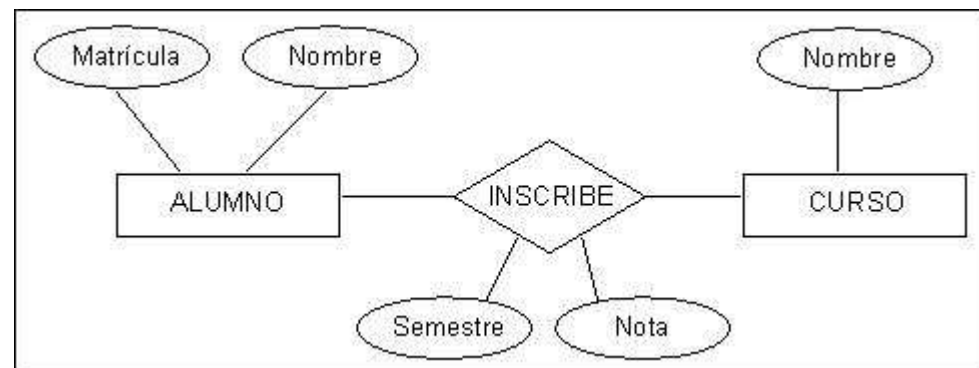 Matrícula
Nombre
Nombre
ALUMNO
INSCRIBE
CURSO
Semestre
Nota